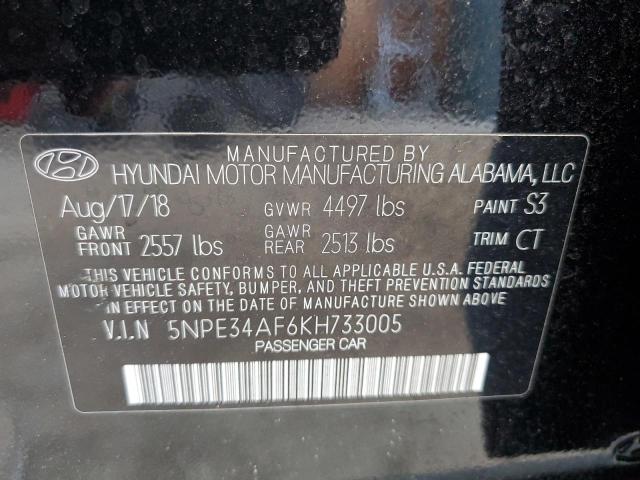 MANUFACTURED BY
HYUNDAI MOTOR MANUFACTURING ALABAMA, LLC
Aug/17/18 GVWR 4497 lbs PAINT S3
GAWR FRONT 2557 lbs GAWR REAR 2513 lbs TRIM CT
THIS VEHICLE CONFORMS TO ALL APPLICABLE U.S.A. FEDERAL
MOTOR VEHICLE SAFETY, BUMPER, AND THEFT PREVENTION STANDARDS
IN EFFECT ON THE DATE OF MANUFACTURE SHOWN ABOVE
V.I.N 5NPE34AF6KH733005
PASSENGER CAR